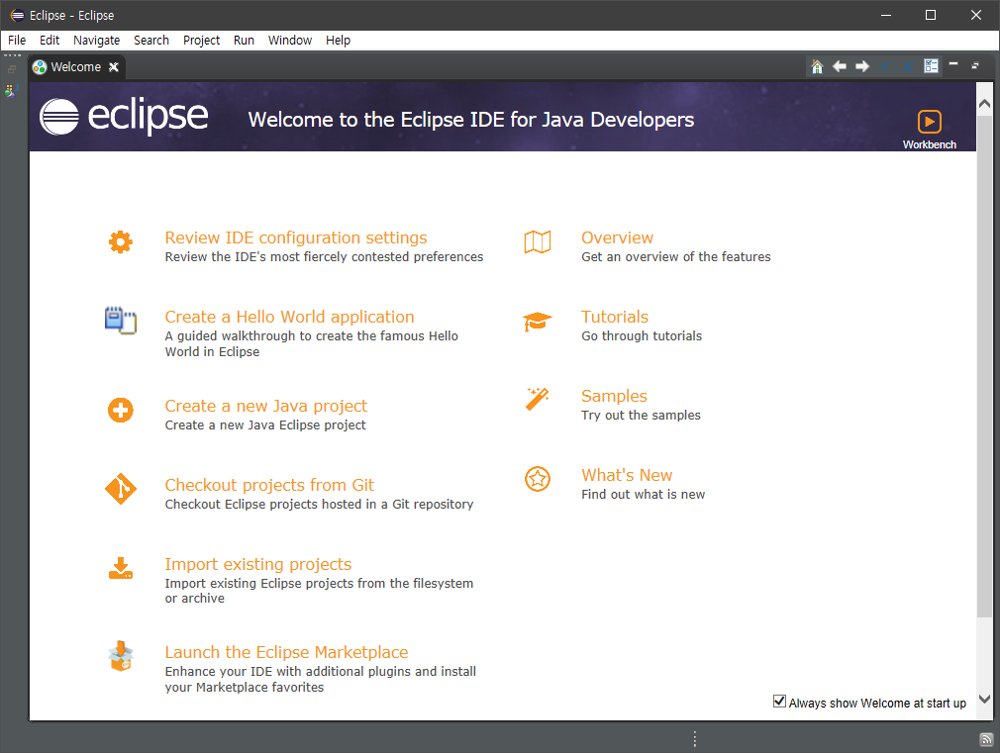 Eclipse - Eclipse
File Edit Navigate Search Project Run Window Help
Welcome
eclipse
Welcome to the Eclipse IDE for Java Developers
Workbench
Review IDE configuration settings
Review the IDE's most fiercely contested preferences
Create a Hello World application
A guided walkthrough to create the famous Hello
World in Eclipse
Create a new Java project
Create a new Java Eclipse project
Checkout projects from Git
Checkout Eclipse projects hosted in a Git repository
Import existing projects
Import existing Eclipse projects from the filesystem
or archive
Launch the Eclipse Marketplace
Enhance your IDE with additional plugins and install
your Marketplace favorites
Overview
Get an overview of the features
Tutorials
Go through tutorials
Samples
Try out the samples
What's New
Find out what is new
Always show Welcome at start up